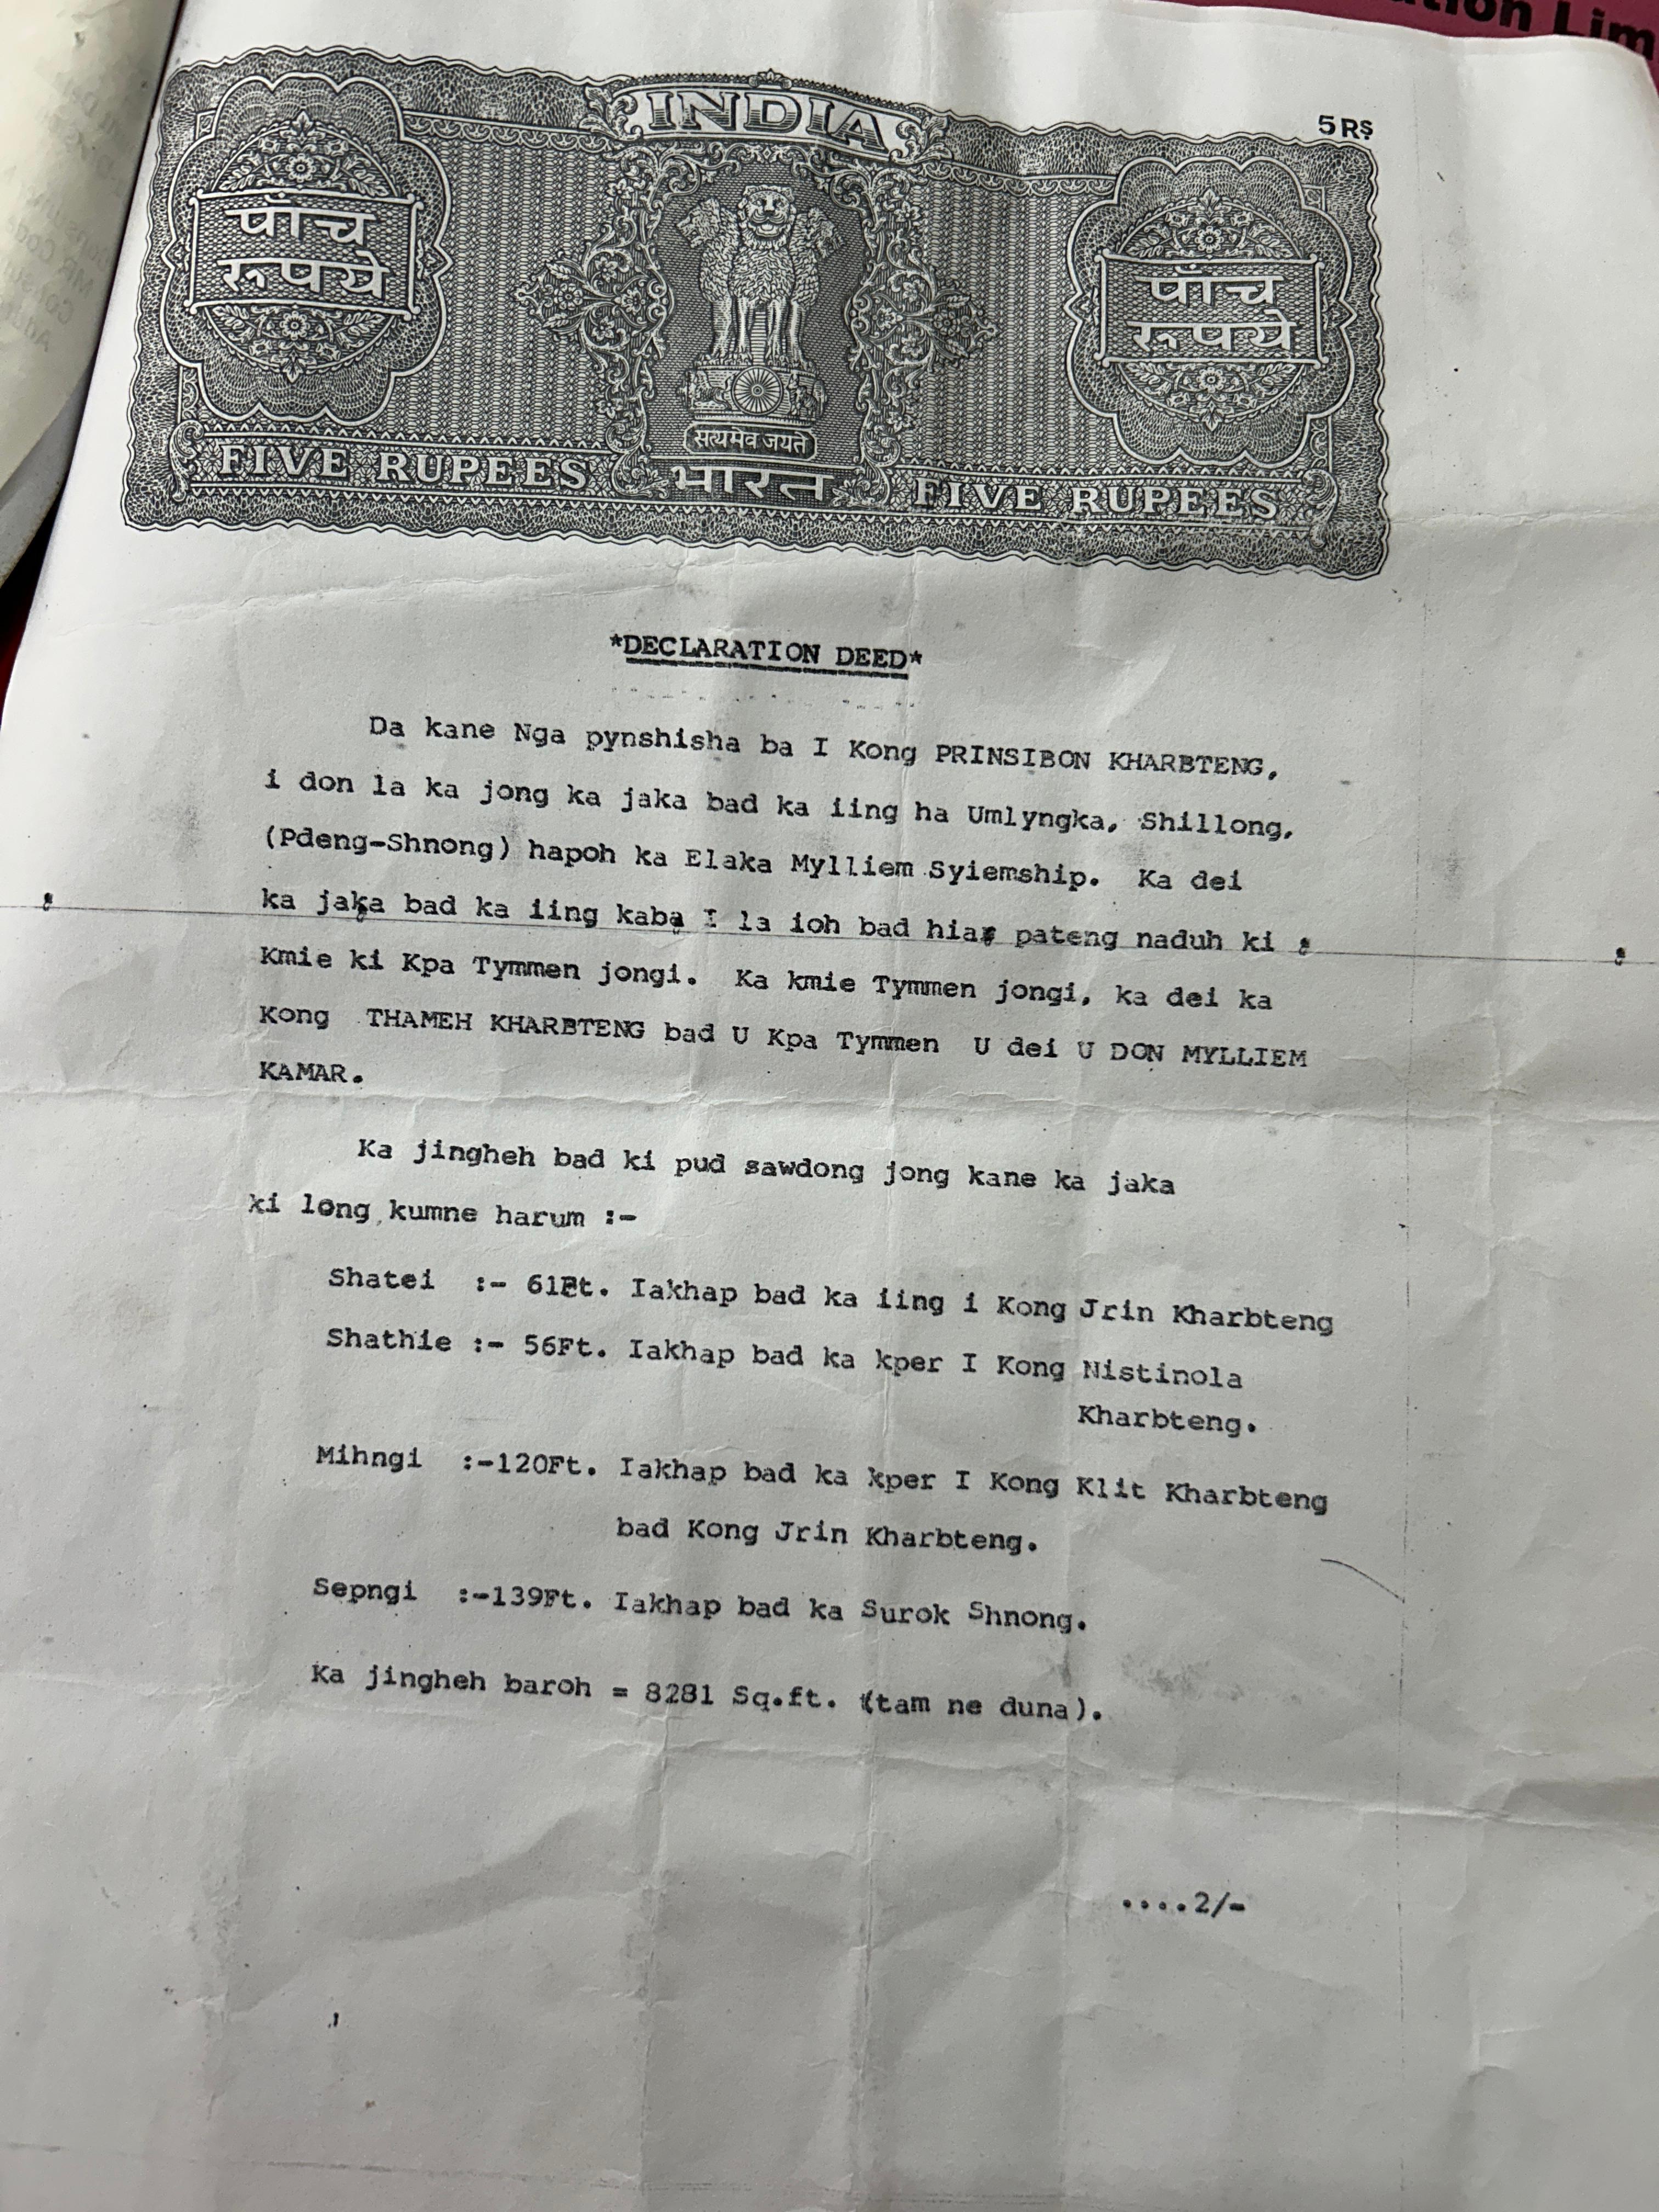 ation Lim
INDIA
5 RS
पाँच
रूपये
पाँच
रूपये
सत्यमेव जयते
FIVE RUPEES
भारत
FIVE RUPEES
*DECLARATION DEED*
Da kane Nga pynshisha ba I Kong PRINSIBON KHARBTENG,
i don la ka jong ka jaka bad ka iing ha Umlyngka, Shillong,
(Pdeng-Shnong) hapoh ka Elaka Mylliem Syiemship. Ka dei
ka jaka bad ka iing kaba I la ioh bad hiar pateng naduh ki
Kmie ki Kpa Tymmen jongi. Ka kmie Tymmen jongi, ka dei ka
Kong THAMEH KHARBTENG bad U Kpa Tymmen U dei U DON MYLLIEM
KAMAR.
Ka jingheh bad ki pud sawdong jong kane ka jaka
ki long kumne harum :-
Shatei :- 61Ft. Iakhap bad ka iing i Kong Jrin Kharbteng
Shathie :- 56Ft. Iakhap bad ka kper I Kong Nistinola
Kharbteng.
Mihngi :-120Ft. Iakhap bad ka kper I Kong Klit Kharbteng
bad Kong Jrin Kharbteng.
Sepngi :-139Ft. Iakhap bad ka Surok Shnong.
Ka jingheh baroh = 8281 Sq.ft. (tam ne duna).
....2/-